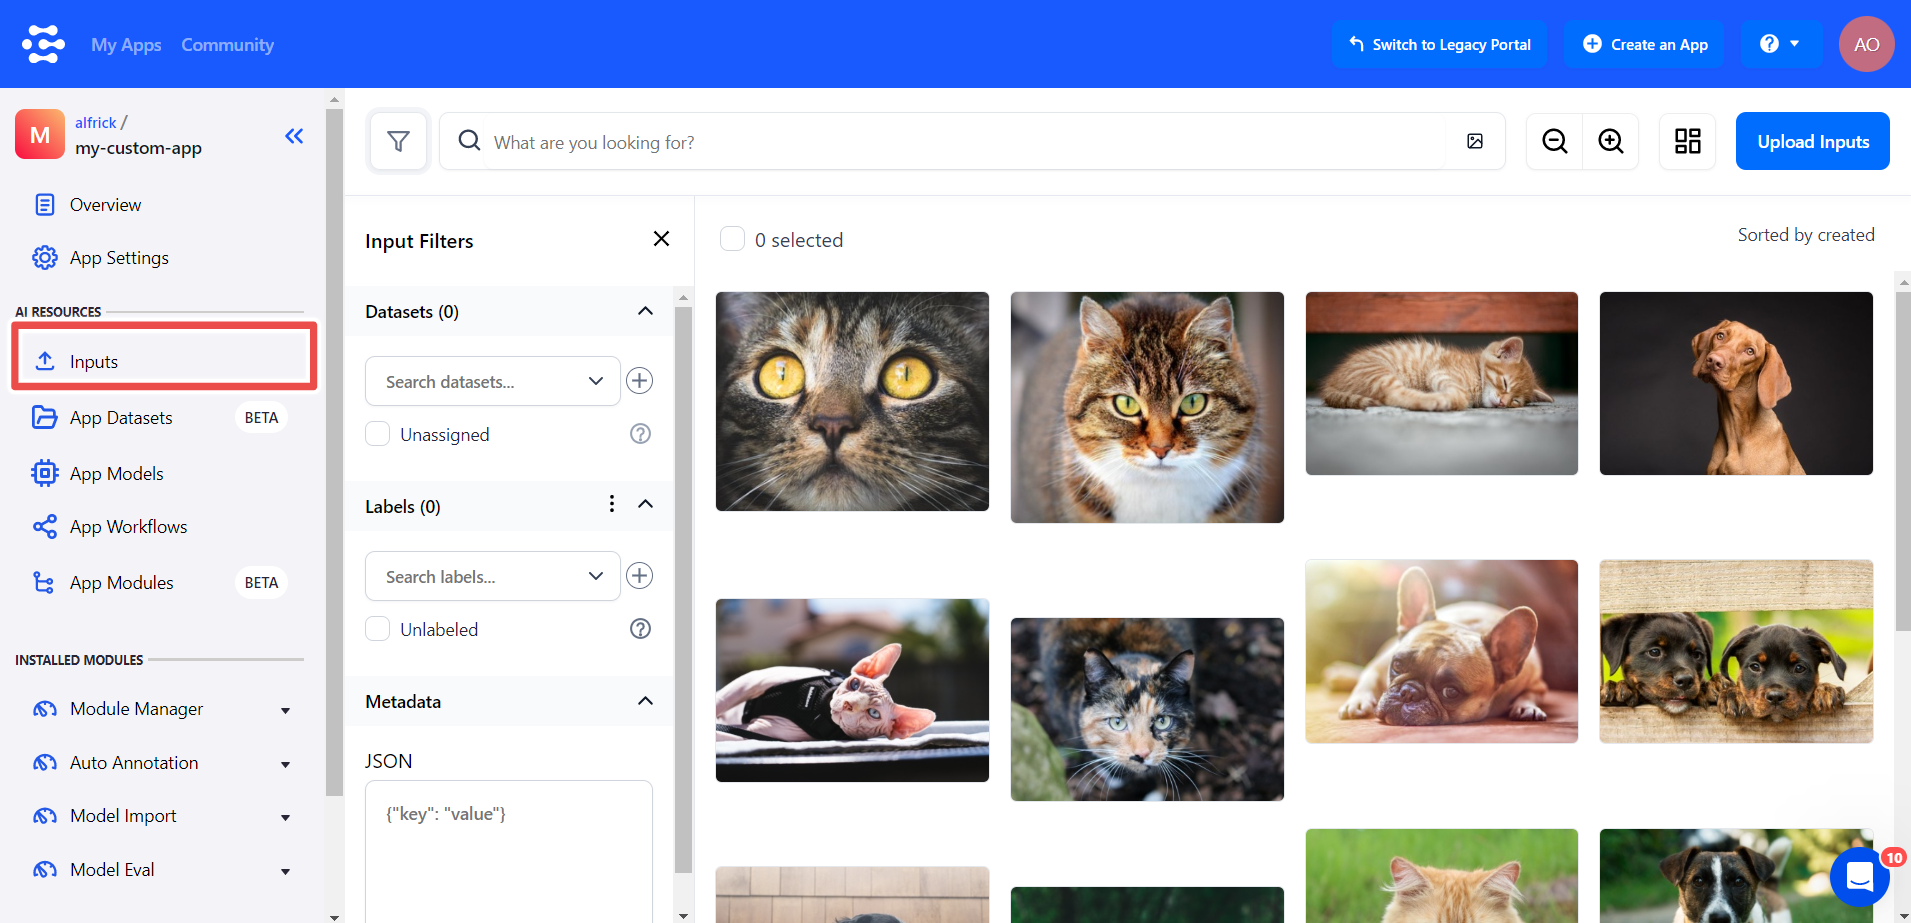 My Apps
Community
Switch to Legacy Portal
Create an App
?
AO
M
alfrick /
my-custom-app
Overview
App Settings
AI RESOURCES
Inputs
App Datasets
BETA
App Models
App Workflows
App Modules
BETA
INSTALLED MODULES
Module Manager
Auto Annotation
Model Import
Model Eval
What are you looking for?
Upload Inputs
Input Filters
Datasets (0)
Search datasets...
Unassigned
?
Labels (0)
Search labels...
Unlabeled
?
Metadata
JSON
{"key": "value"}
0 selected
Sorted by created
10